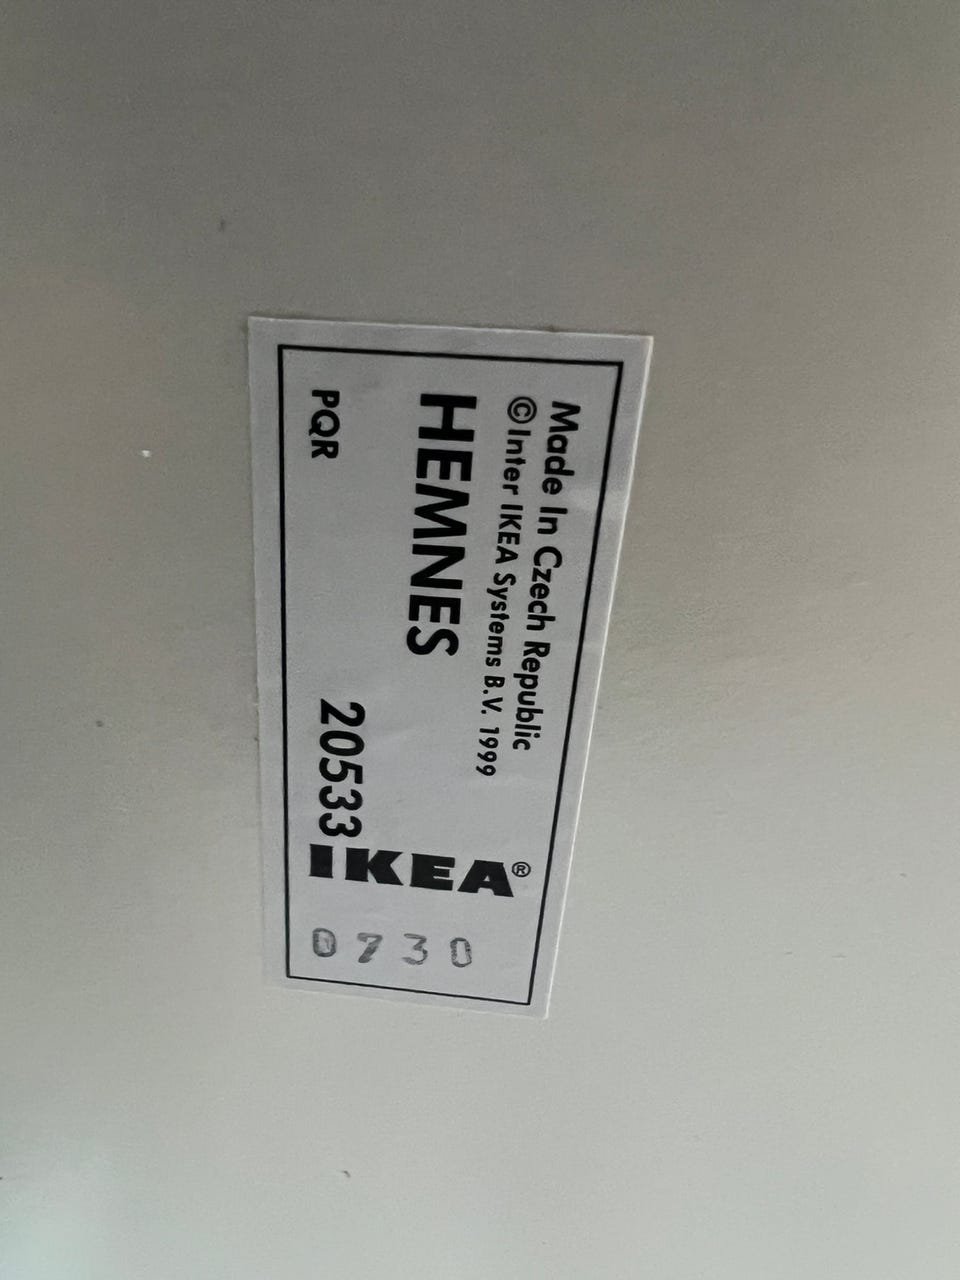 Made In Czech Republic
©Inter IKEA Systems B.V. 1999
HEMNES
PQR 20533
IKEA®
0730